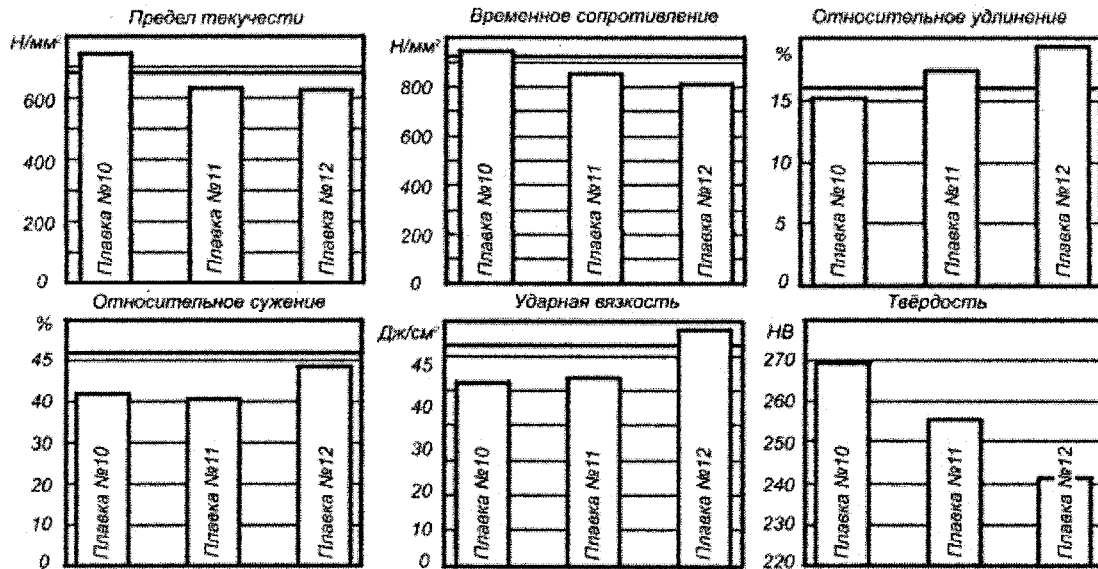 Предел текучести
Н/мм²
600
400
200
0
Плавка №10
Плавка №11
Плавка №12
Временное сопротивление
Н/мм²
800
600
400
200
0
Плавка №10
Плавка №11
Плавка №12
Относительное удлинение
%
15
10
5
0
Плавка №10
Плавка №11
Плавка №12
Относительное сужение
%
45
40
30
20
10
0
Плавка №10
Плавка №11
Плавка №12
Ударная вязкость
Дж/см²
45
40
30
20
10
0
Плавка №10
Плавка №11
Плавка №12
Твёрдость
НВ
270
260
250
240
230
220
Плавка №10
Плавка №11
Плавка №12